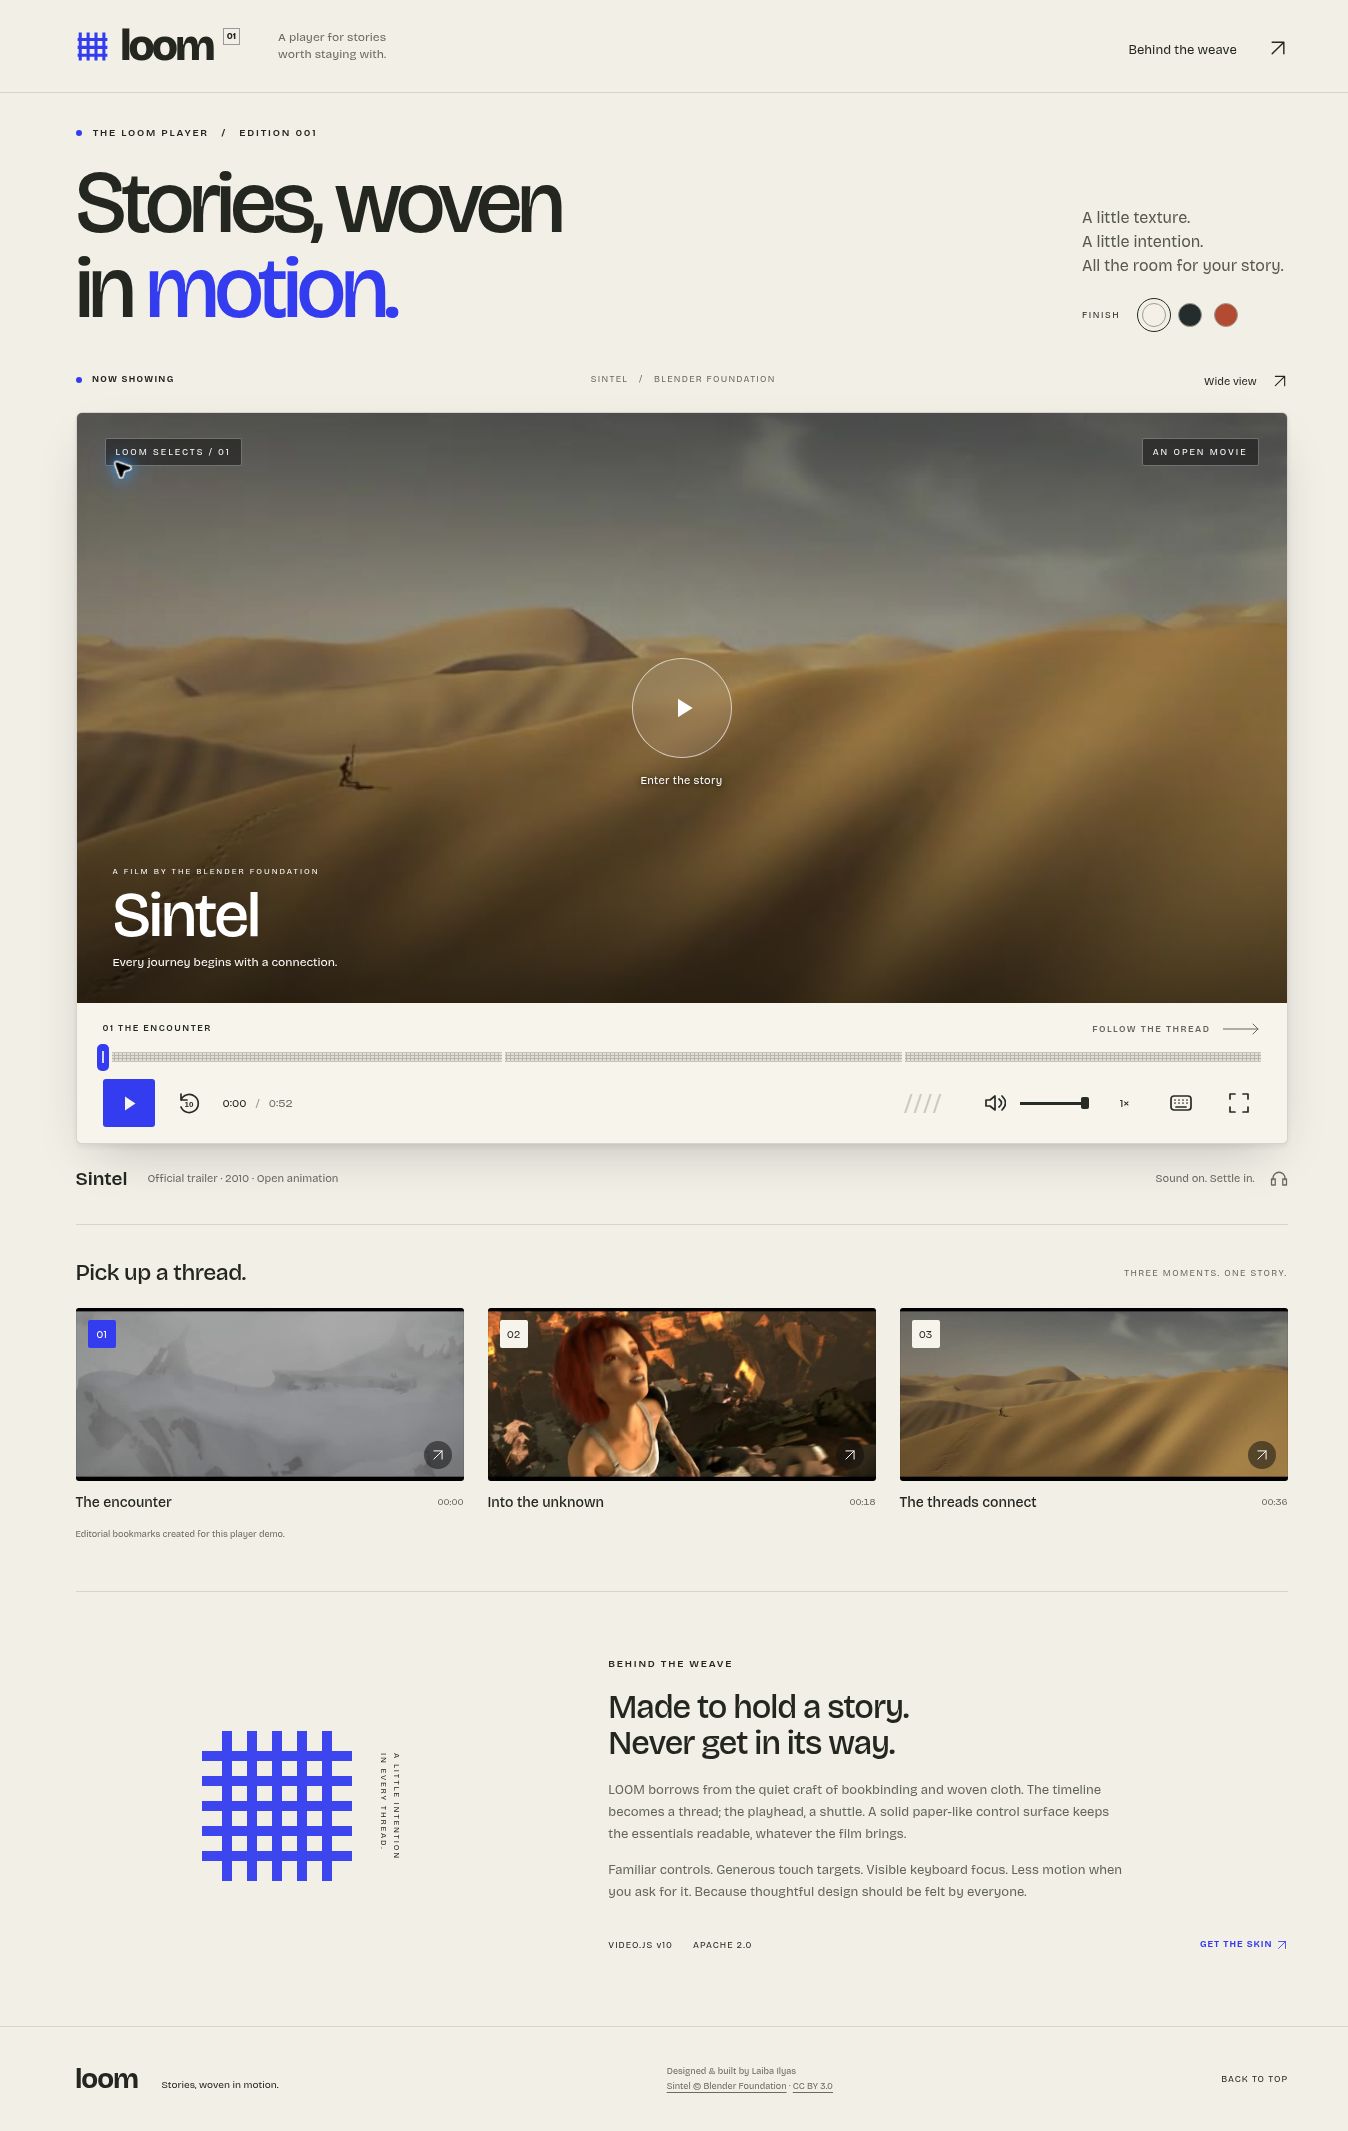 loom 01
A player for stories
worth staying with.
Behind the weave
THE LOOM PLAYER / EDITION 001
Stories, woven
in motion.
A little texture.
A little intention.
All the room for your story.
FINISH
NOW SHOWING
SINTEL / BLENDER FOUNDATION
Wide view
LOOM SELECTS / 01
AN OPEN MOVIE
Enter the story
A FILM BY THE BLENDER FOUNDATION
Sintel
Every journey begins with a connection.
01 THE ENCOUNTER
FOLLOW THE THREAD
10
0:00 / 0:52
1×
Sintel
Official trailer · 2010 · Open animation
Sound on. Settle in.
Pick up a thread.
THREE MOMENTS. ONE STORY.
01
02
03
The encounter
00:00
Into the unknown
00:18
The threads connect
00:36
Editorial bookmarks created for this player demo.
A LITTLE INTENTION
IN EVERY THREAD.
BEHIND THE WEAVE
Made to hold a story.
Never get in its way.
LOOM borrows from the quiet craft of bookbinding and woven cloth. The timeline
becomes a thread; the playhead, a shuttle. A solid paper-like control surface keeps
the essentials readable, whatever the film brings.
Familiar controls. Generous touch targets. Visible keyboard focus. Less motion when
you ask for it. Because thoughtful design should be felt by everyone.
VIDEO.JS v10
APACHE 2.0
GET THE SKIN
loom
Stories, woven in motion.
Designed & built by Laiba Ilyas
Sintel © Blender Foundation · CC BY 3.0
BACK TO TOP